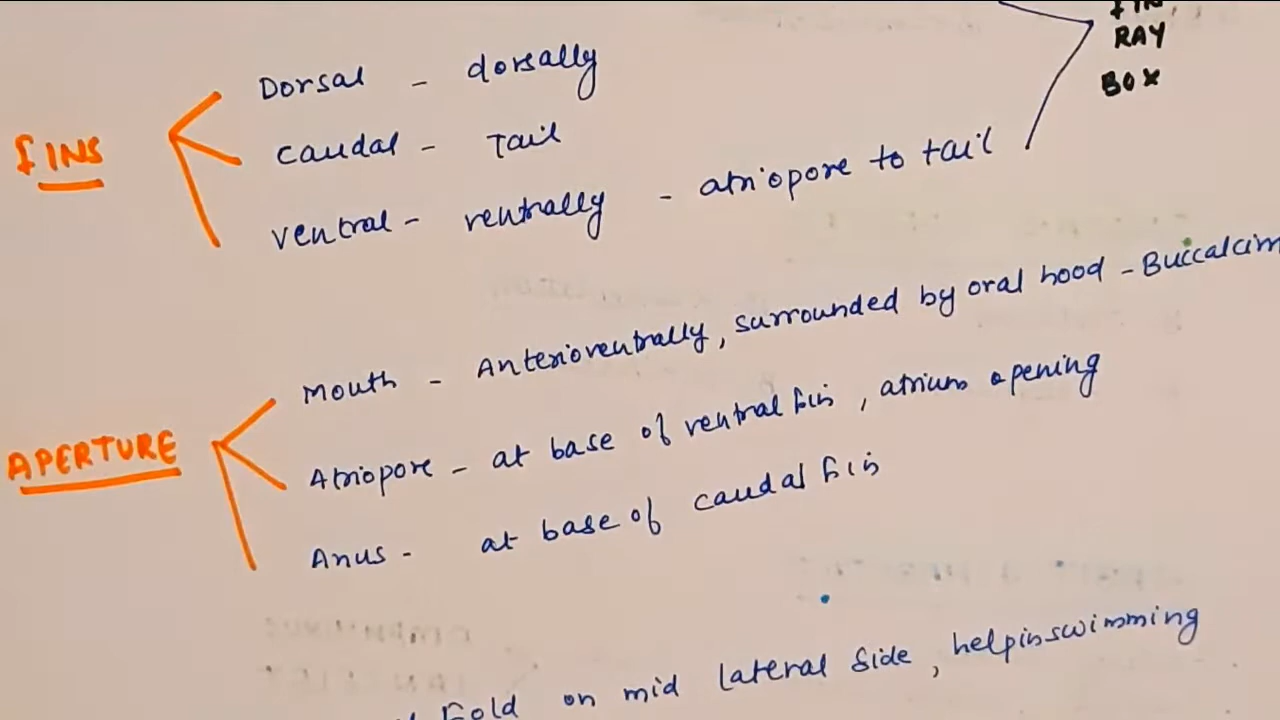 FIN
RAY
BOX
FINS
Dorsal - dorsally
Caudal - Tail
Ventral - ventrally - atriopore to tail
APERTURE
Mouth - Anterioventrally, surrounded by oral hood - Buccalcirr
Atriopore - at base of ventral fin, atrium opening
Anus - at base of caudal fin
Fold on mid lateral side, helpinswimming